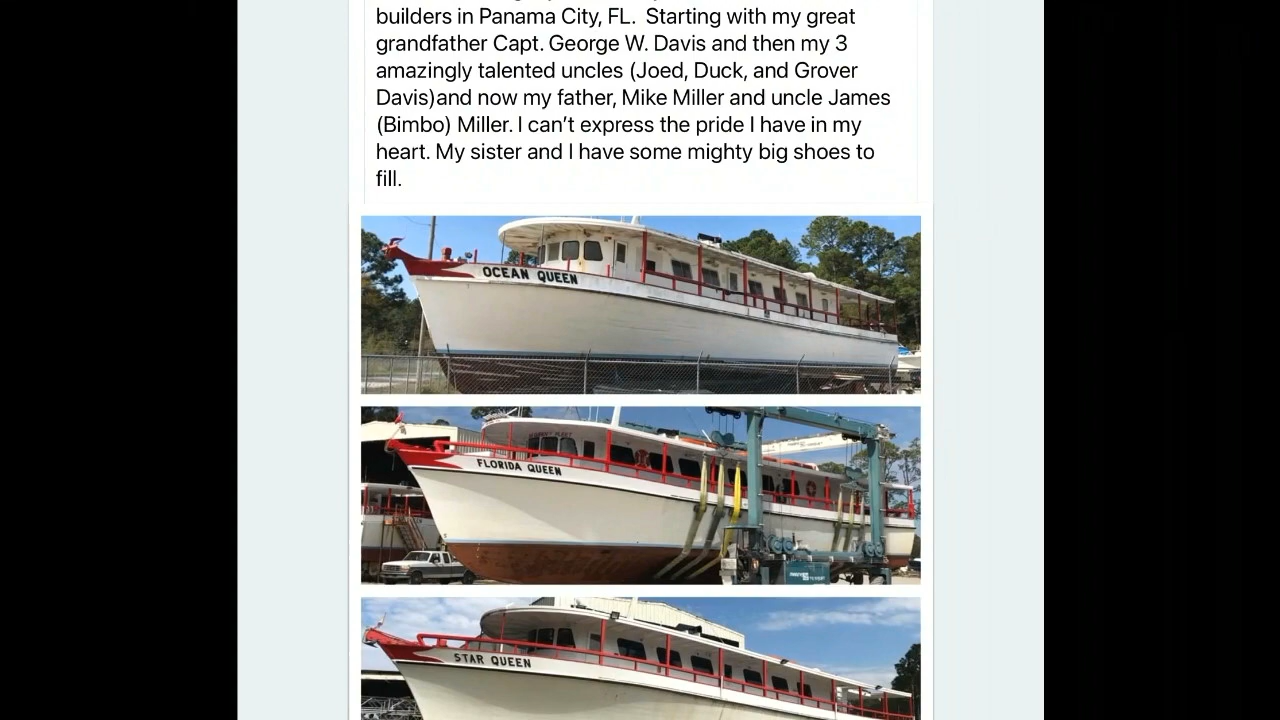 builders in Panama City, FL.  Starting with my great
grandfather Capt. George W. Davis and then my 3
amazingly talented uncles (Joed, Duck, and Grover
Davis)and now my father, Mike Miller and uncle James
(Bimbo) Miller. I can’t express the pride I have in my
heart. My sister and I have some mighty big shoes to
fill.
OCEAN QUEEN
FLORIDA QUEEN
STAR QUEEN